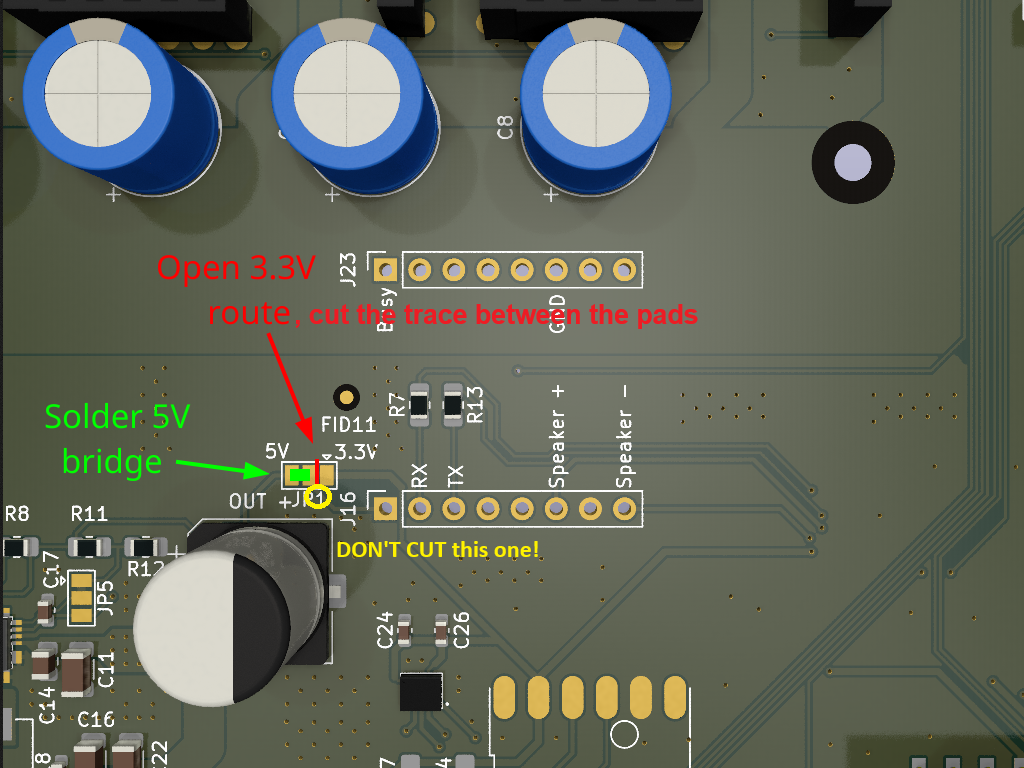 C8
J23
Open 3.3V
route, cut the trace between the pads
Busy
GND
Solder 5V
bridge
FID11
R7
R13
Speaker +
Speaker -
5V
3.3V
RX
TX
OUT +
JP1
J16
DON'T CUT this one!
R8
R11
R12
C17
JP5
C11
C14
C16
C24
C26